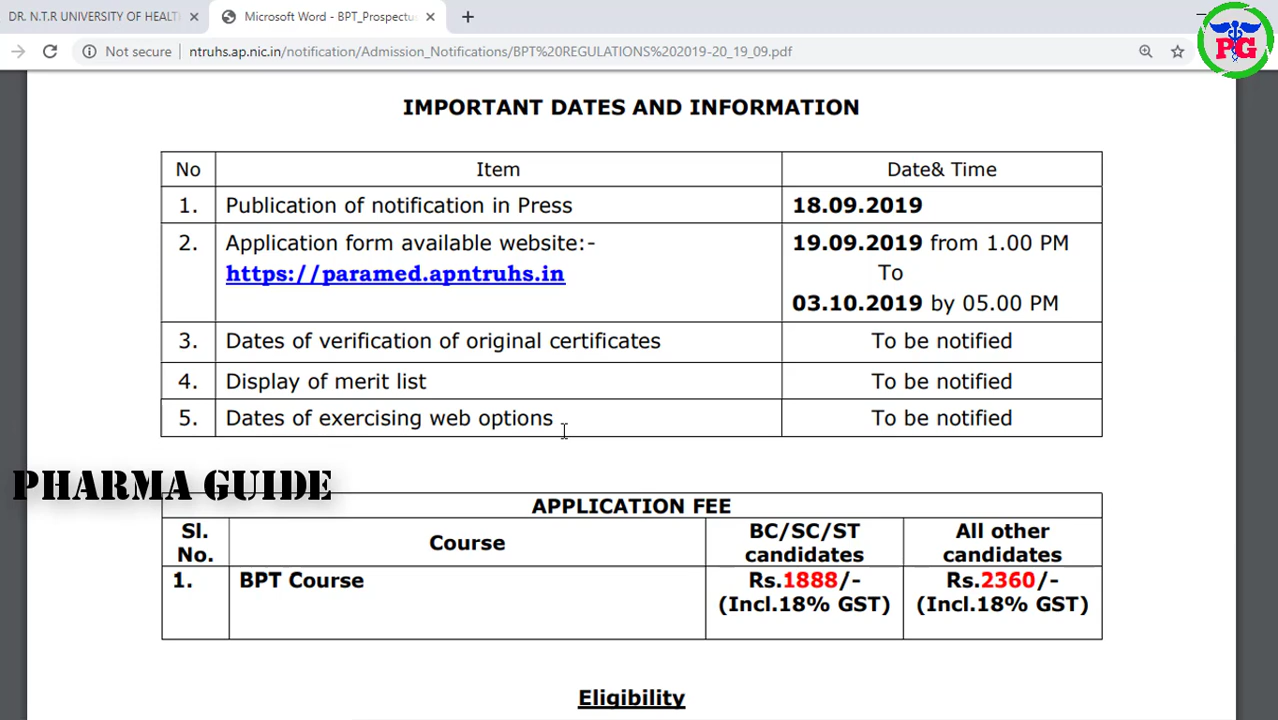 DR. N.T.R UNIVERSITY OF HEALT
Microsoft Word - BPT_Prospectu
Not secure
ntruhs.ap.nic.in/notification/Admission_Notifications/BPT%20REGULATIONS%202019-20_19_09.pdf
PG
IMPORTANT DATES AND INFORMATION
No Item Date& Time
1. Publication of notification in Press 18.09.2019
2. Application form available website:- 19.09.2019 from 1.00 PM
https://paramed.apntruhs.in To
03.10.2019 by 05.00 PM
3. Dates of verification of original certificates To be notified
4. Display of merit list To be notified
5. Dates of exercising web options To be notified
PHARMA GUIDE
APPLICATION FEE
Sl. No. Course BC/SC/ST candidates All other candidates
1. BPT Course Rs.1888/- Rs.2360/-
(Incl.18% GST) (Incl.18% GST)
Eligibility